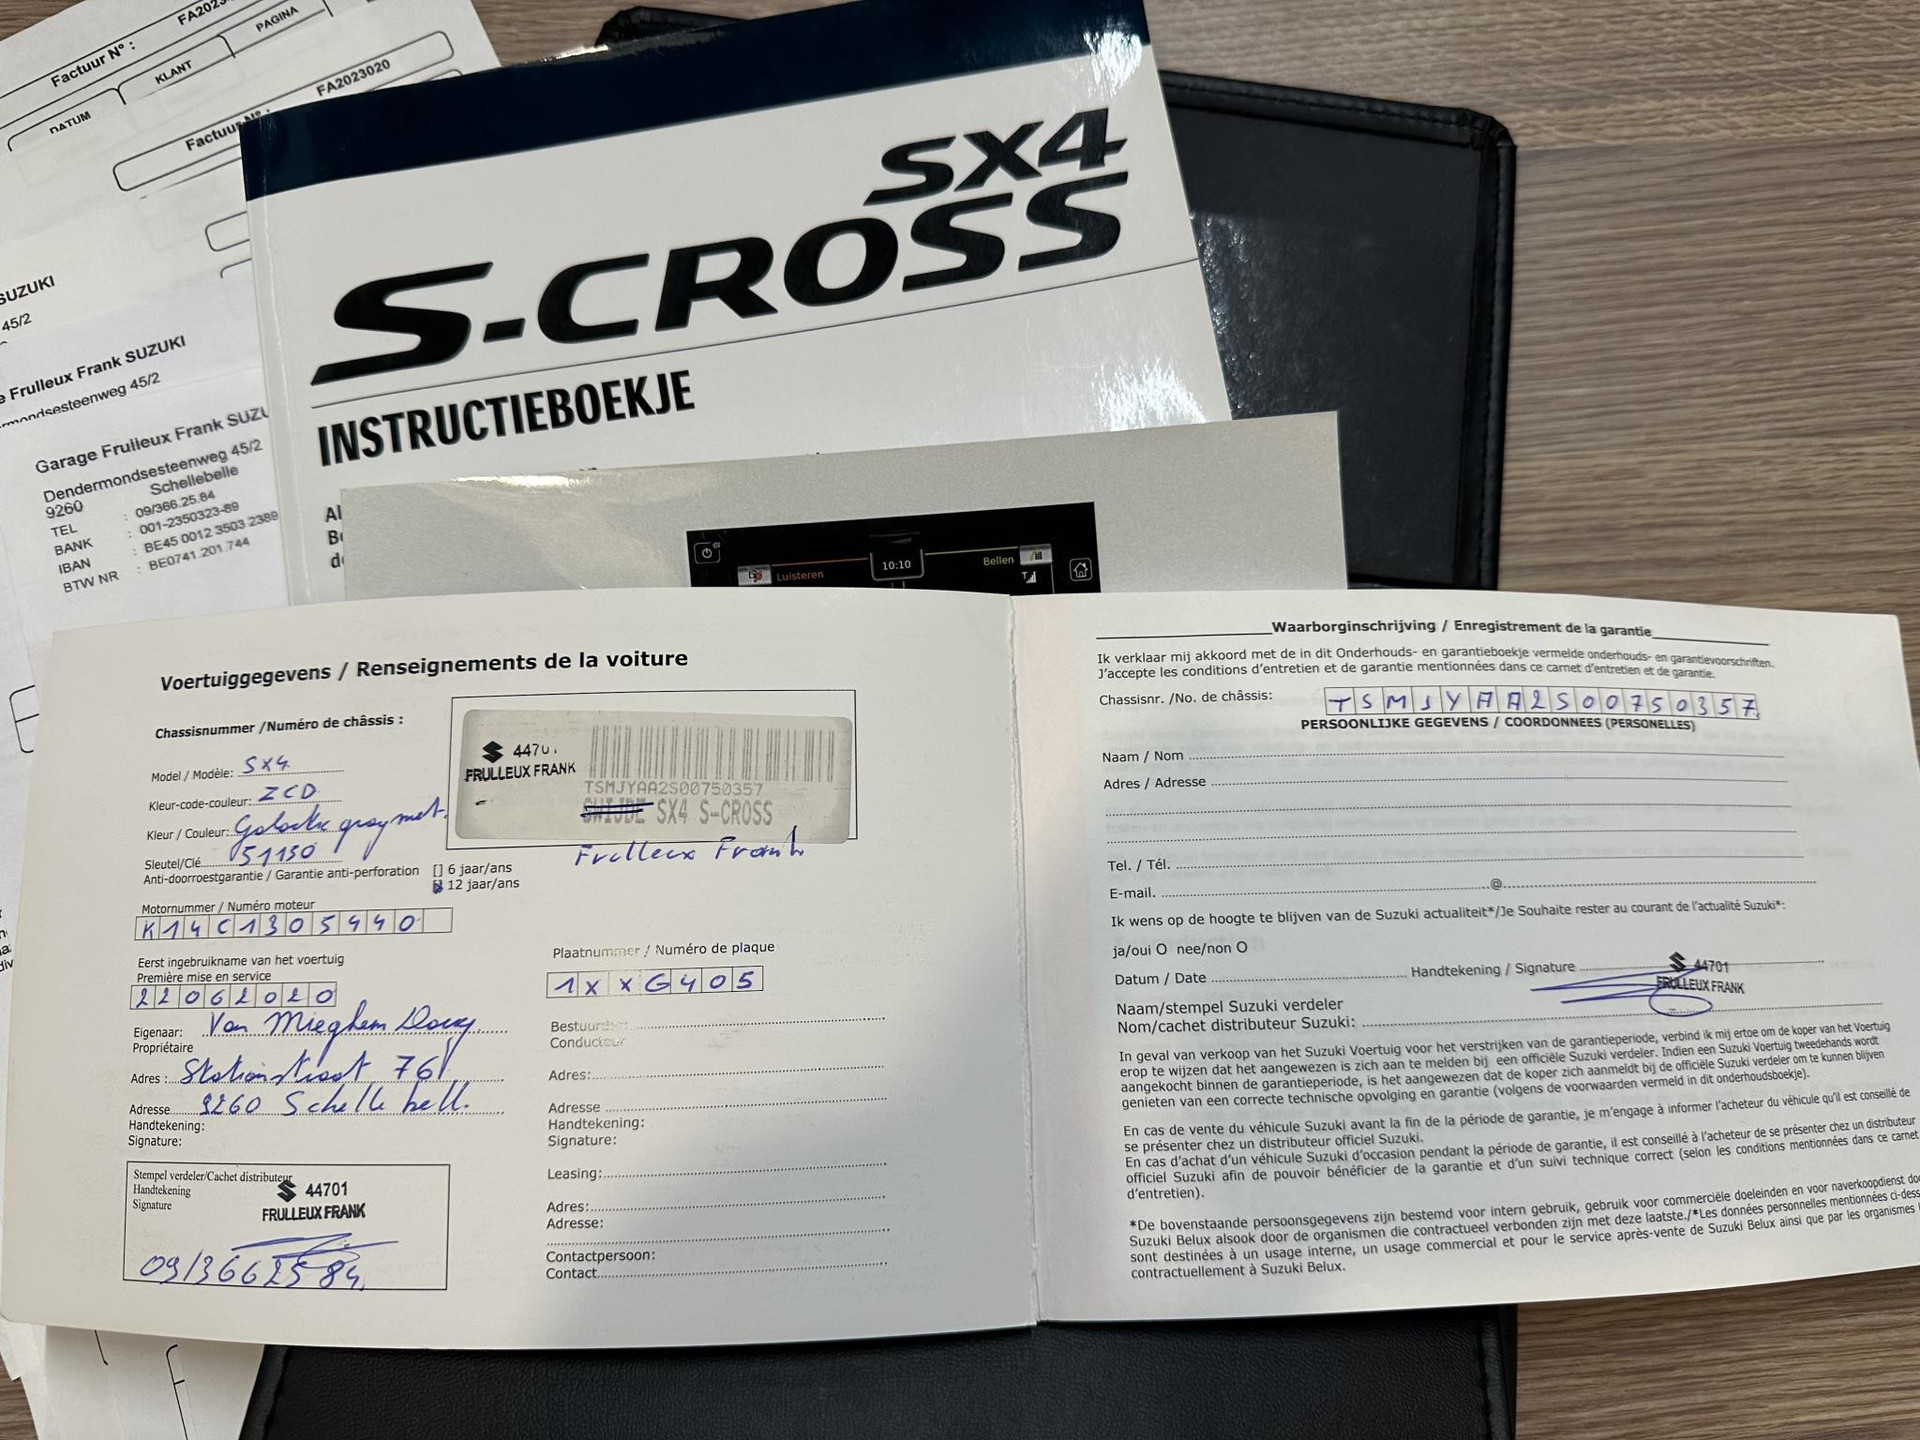 Factuur N° :
FA2023
DATUM
KLANT
PAGINA
Factuur N° :
FA2023020
SUZUKI
45/2
Frulleux Frank SUZUKI
mondsesteenweg 45/2
Garage Frulleux Frank SUZU
Dendermondsesteenweg 45/2
9260 Schellebelle
TEL : 09/366.25.84
BANK : 001-2350323-89
IBAN : BE45 0012 3503 2389
BTW NR : BE0741.201.744
SX4
S-CROSS
INSTRUCTIEBOEKJE
Luisteren
10:10
Bellen
Voertuiggegevens / Renseignements de la voiture
Chassisnummer /Numéro de châssis :
44701
FRULLEUX FRANK
TSMJYAA2S00750357
SX4 S-CROSS
Frulleux Frank
Model / Modèle: SX4
Kleur-code-couleur: ZCD
Kleur / Couleur: Galactic gray met.
Sleutel/Clé 51130
Anti-doorroestgarantie / Garantie anti-perforation
[] 6 jaar/ans
12 jaar/ans
Motornummer / Numéro moteur
K14C1305440
Eerst ingebruikname van het voertuig
Première mise en service
22062020
Eigenaar: Van Mieghem
Propriétaire
Adres : Stationstraat 76
Adresse 9260 Schellebell.
Handtekening:
Signature:
Stempel verdeler/Cachet distributeur
Handtekening
Signature
44701
FRULLEUX FRANK
09/3662584
Plaatnummer / Numéro de plaque
1XXG405
Bestuurder:
Conducteur
Adres:
Adresse
Handtekening:
Signature:
Leasing:
Adres:
Adresse:
Contactpersoon:
Contact
Waarborginschrijving / Enregistrement de la garantie
Ik verklaar mij akkoord met de in dit Onderhouds- en garantieboekje vermelde onderhouds- en garantievoorschriften.
J'accepte les conditions d'entretien et de garantie mentionnées dans ce carnet d'entretien et de garantie.
Chassisnr. /No. de châssis: TSMJYAA2S00750357
PERSOONLIJKE GEGEVENS / COORDONNEES (PERSONELLES)
Naam / Nom
Adres / Adresse
Tel. / Tél.
E-mail. @
Ik wens op de hoogte te blijven van de Suzuki actualiteit*/Je Souhaite rester au courant de l'actualité Suzuki*:
ja/oui O nee/non O
Datum / Date Handtekening / Signature
44701
FRULLEUX FRANK
Naam/stempel Suzuki verdeler
Nom/cachet distributeur Suzuki:
In geval van verkoop van het Suzuki Voertuig voor het verstrijken van de garantieperiode, verbind ik mij ertoe om de koper van het Voertuig
erop te wijzen dat het aangewezen is zich aan te melden bij een officiële Suzuki verdeler. Indien een Suzuki Voertuig tweedehands wordt
aangekocht binnen de garantieperiode, is het aangewezen dat de koper zich aanmeldt bij de officiële Suzuki verdeler om te kunnen blijven
genieten van een correcte technische opvolging en garantie (volgens de voorwaarden vermeld in dit onderhoudsboekje).
En cas de vente du véhicule Suzuki avant la fin de la période de garantie, je m'engage à informer l'acheteur du véhicule qu'il est conseillé de
se présenter chez un distributeur officiel Suzuki.
En cas d'achat d'un véhicule Suzuki d'occasion pendant la période de garantie, il est conseillé à l'acheteur de se présenter chez un distributeur
officiel Suzuki afin de pouvoir bénéficier de la garantie et d'un suivi technique correct (selon les conditions mentionnées dans ce carnet
d'entretien).
*De bovenstaande persoonsgegevens zijn bestemd voor intern gebruik, gebruik voor commerciële doeleinden en voor naverkoopdienst do
Suzuki Belux alsook door de organismen die contractueel verbonden zijn met deze laatste./*Les données personnelles mentionnées ci-dess
sont destinées à un usage interne, un usage commercial et pour le service après-vente de Suzuki Belux ainsi que par les organismes
contractuellement à Suzuki Belux.